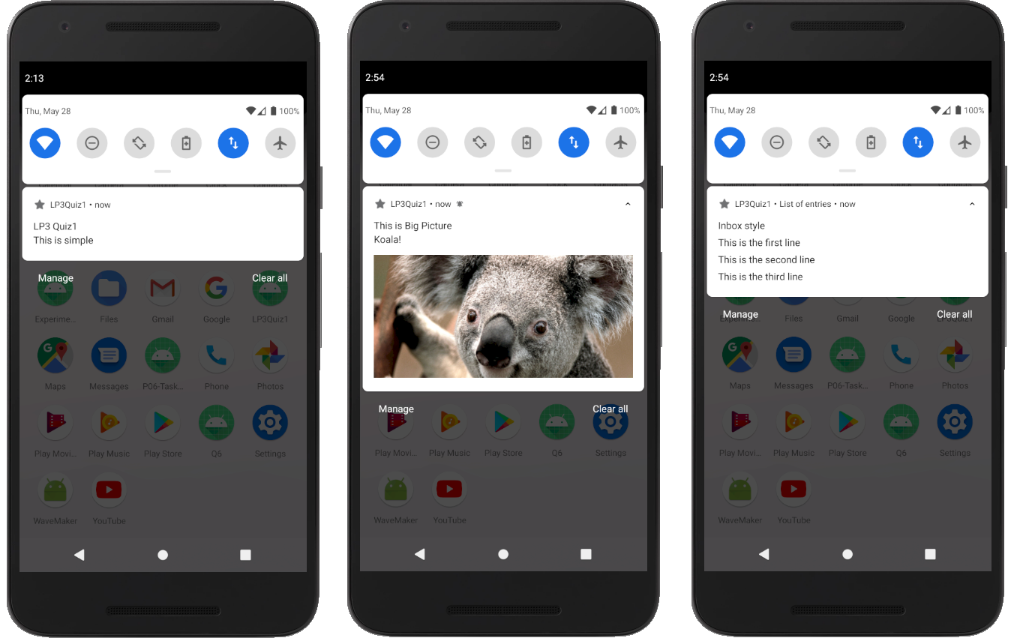 2:13
Thu, May 28
100%
LP3Quiz1 • now
LP3 Quiz1
This is simple
Manage
Clear all
Experime...
Files
Gmail
Google
LP3Quiz1
Maps
Messages
P06-Task...
Phone
Photos
Play Movi...
Play Music
Play Store
Q6
Settings
WaveMaker
YouTube
2:54
Thu, May 28
100%
LP3Quiz1 • now
This is Big Picture
Koala!
Manage
Clear all
Play Movi...
Play Music
Play Store
Q6
Settings
WaveMaker
YouTube
2:54
Thu, May 28
100%
LP3Quiz1 • List of entries • now
Inbox style
This is the first line
This is the second line
This is the third line
Manage
Clear all
Files
Gmail
Google
LP3Quiz1
Maps
Messages
P06-Task...
Phone
Photos
Play Movi...
Play Music
Play Store
Q6
Settings
WaveMaker
YouTube